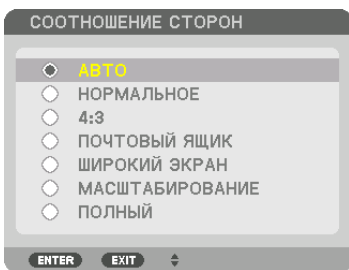 СООТНОШЕНИЕ СТОРОН
АВТО
НОРМАЛЬНОЕ
4:3
ПОЧТОВЫЙ ЯЩИК
ШИРОКИЙ ЭКРАН
МАСШТАБИРОВАНИЕ
ПОЛНЫЙ
ENTER EXIT